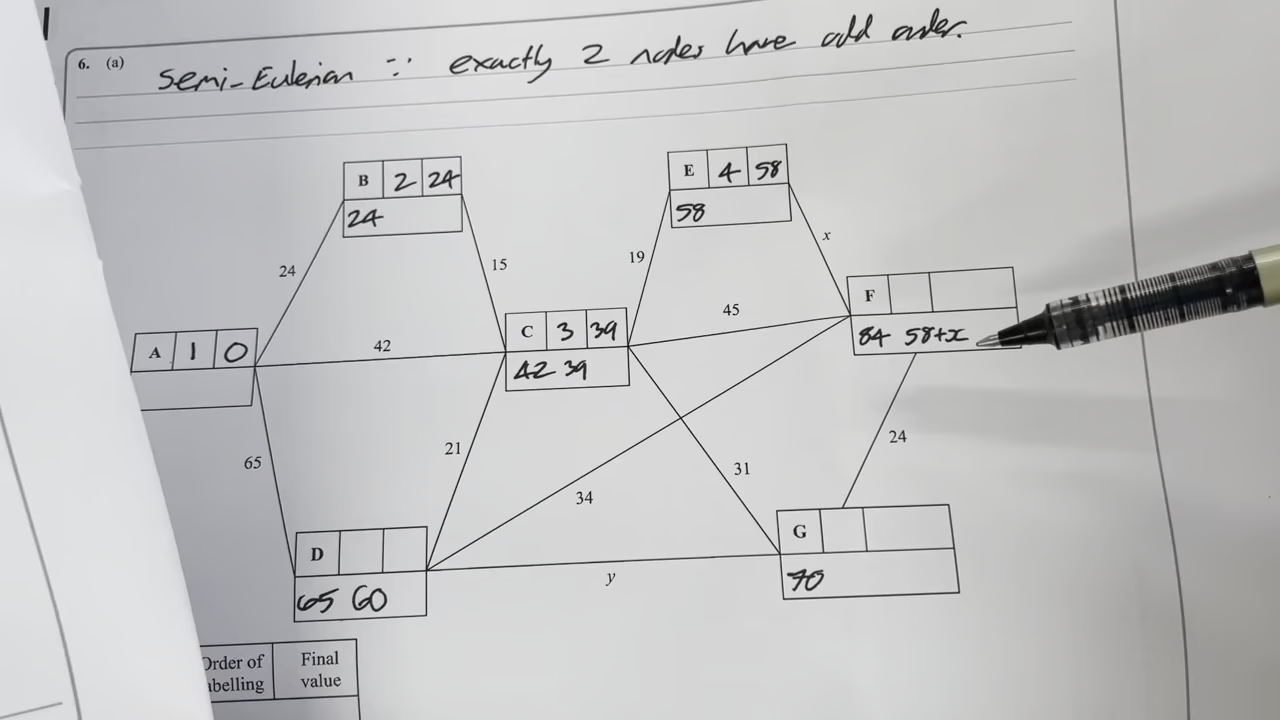 6. (a) Semi-Eulerian ∵ exactly 2 nodes have odd order.
B 2 24
24
E 4 58
58
x
24
15
19
F
84 58+x
A 1 0
42
C 3 39
42 39
45
65
21
34
31
24
D
65 60
y
G
70
Order of labelling
Final value